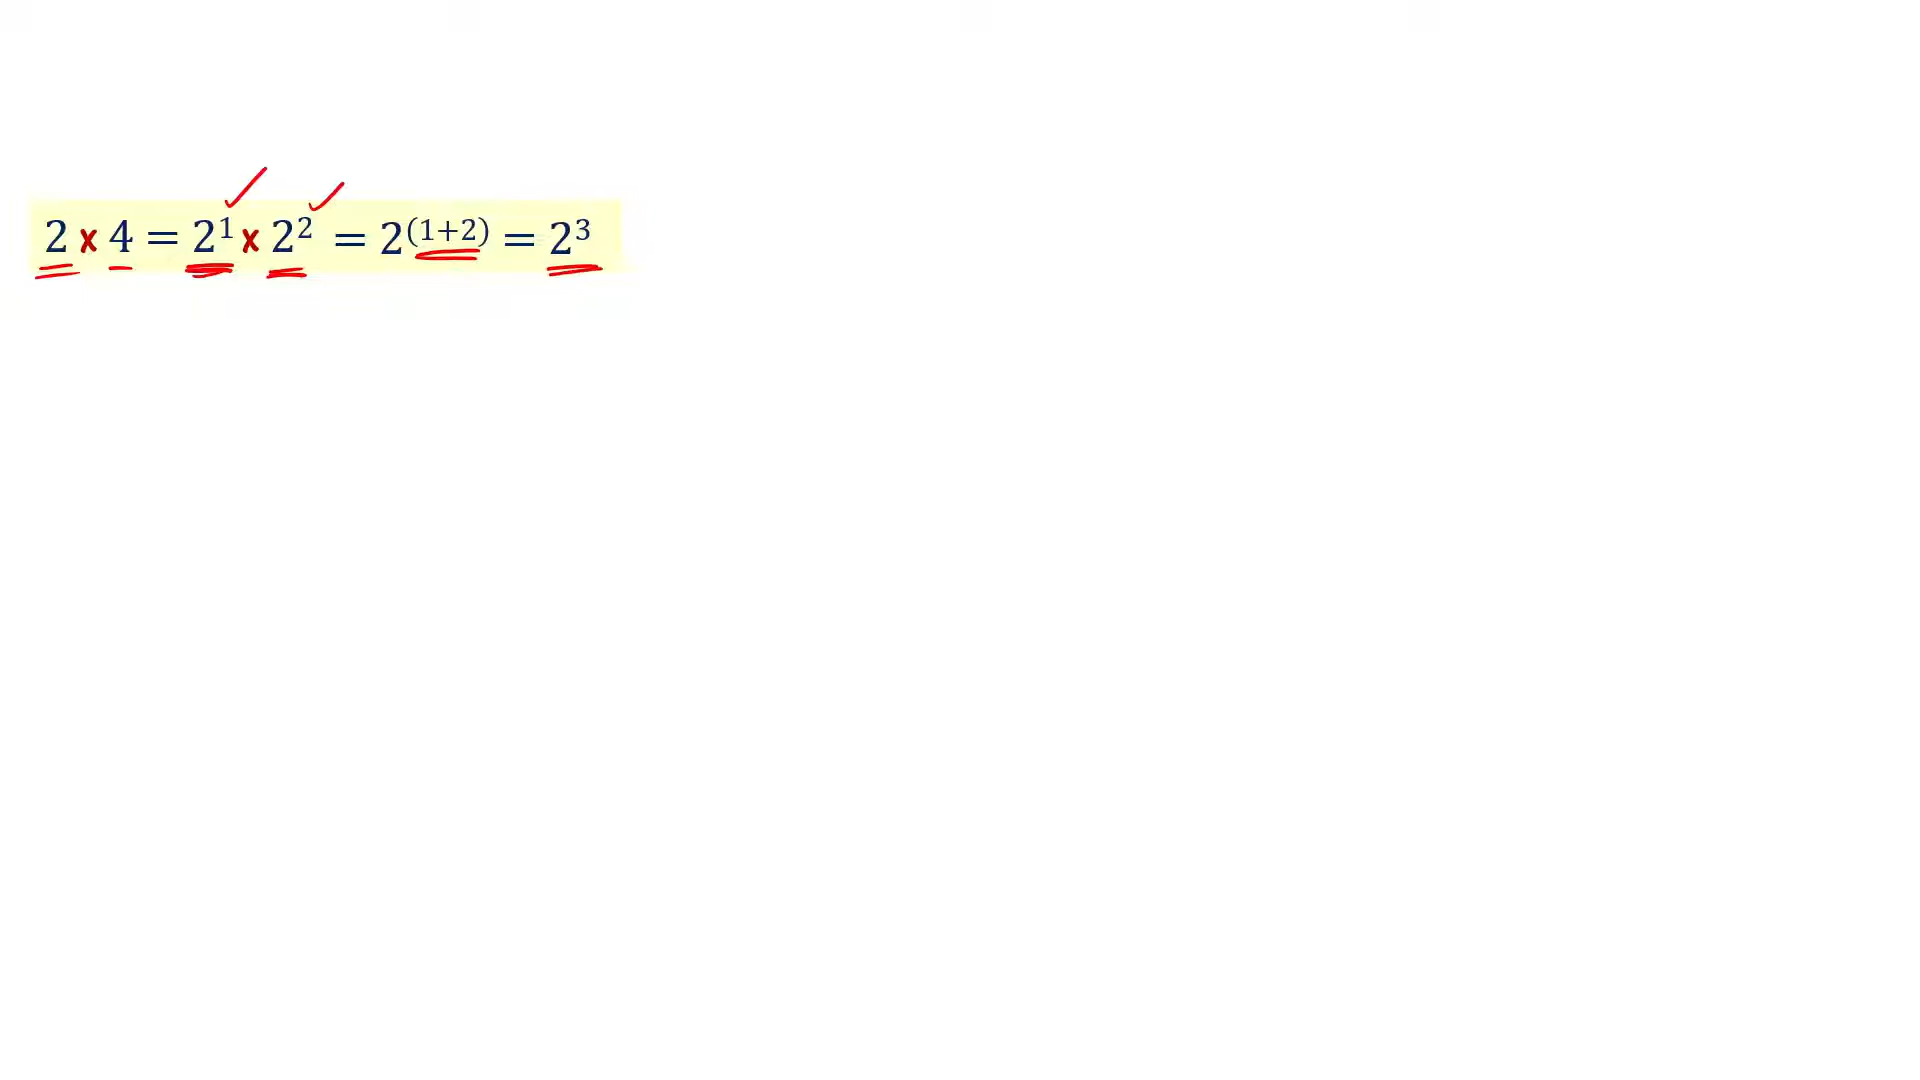 2 × 4 = 2¹ × 2² = 2⁽¹⁺²⁾ = 2³